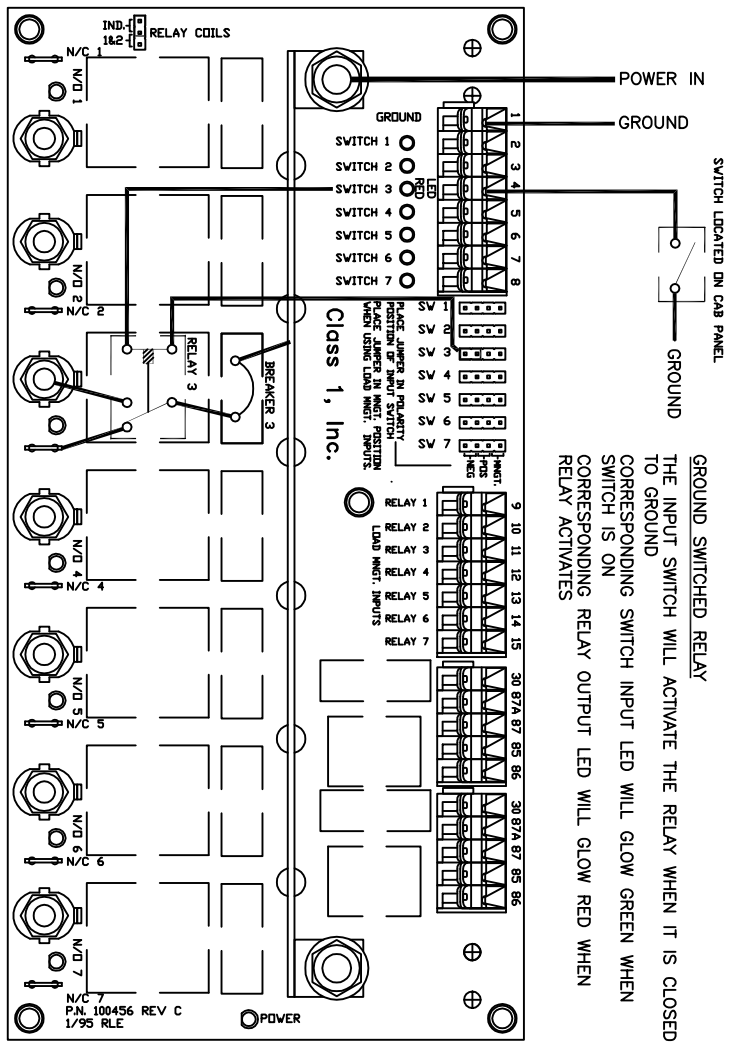 IND.
1&2
RELAY COILS
N/C 1
N/O 1
N/O 2
N/C 2
RELAY 3
BREAKER 3
N/O 4
N/C 4
N/O 5
N/C 5
N/O 6
N/C 6
N/O 7
N/C 7
P.N. 100456 REV C
1/95 RLE
POWER
POWER IN
GROUND
GROUND
SWITCH 1
SWITCH 2
SWITCH 3
SWITCH 4
SWITCH 5
SWITCH 6
SWITCH 7
LED
RED
1
2
3
4
5
6
7
8
SWITCH LOCATED ON CAB PANEL
GROUND
SW 1
SW 2
SW 3
SW 4
SW 5
SW 6
SW 7
-MNGT.
-POS
-NEG
Class 1, Inc.
PLACE JUMPER IN POLARITY
POSITION OF INPUT SWITCH
PLACE JUMPER IN MNGT. POSITION
WHEN USING LOAD MNGT. INPUTS.
RELAY 1
RELAY 2
RELAY 3
RELAY 4
RELAY 5
RELAY 6
RELAY 7
LOAD MNGT. INPUTS
9
10
11
12
13
14
15
30
87A
87
85
86
30
87A
87
85
86
GROUND SWITCHED RELAY
THE INPUT SWITCH WILL ACTIVATE THE RELAY WHEN IT IS CLOSED
TO GROUND
CORRESPONDING SWITCH INPUT LED WILL GLOW GREEN WHEN
SWITCH IS ON
CORRESPONDING RELAY OUTPUT LED WILL GLOW RED WHEN
RELAY ACTIVATES